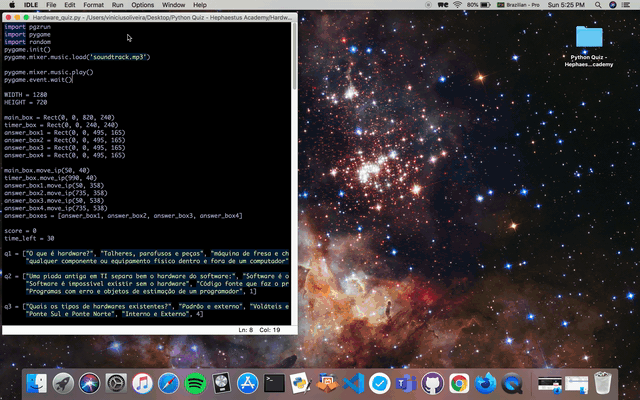 IDLE File Edit Format Run Options Window Help 80% Brazilian - Pro Sun 5:25 PM
Hardware_quiz.py - /Users/viniciusoliveira/Desktop/Python Quiz - Hephaestus Academy/Hardw...
import pgzrun
import pygame
import random
pygame.init()
pygame.mixer.music.load('soundtrack.mp3')
pygame.mixer.music.play()
pygame.event.wait()
WIDTH = 1280
HEIGHT = 720
main_box = Rect(0, 0, 820, 240)
timer_box = Rect(0, 0, 240, 240)
answer_box1 = Rect(0, 0, 495, 165)
answer_box2 = Rect(0, 0, 495, 165)
answer_box3 = Rect(0, 0, 495, 165)
answer_box4 = Rect(0, 0, 495, 165)
main_box.move_ip(50, 40)
timer_box.move_ip(990, 40)
answer_box1.move_ip(50, 358)
answer_box2.move_ip(735, 358)
answer_box3.move_ip(50, 538)
answer_box4.move_ip(735, 538)
answer_boxes = [answer_box1, answer_box2, answer_box3, answer_box4]
score = 0
time_left = 30
q1 = ["O que é hardware?", "Talheres, parafusos e peças", "máquina de fresa e ch
"qualquer componente ou equipamento físico dentro e fora de um computador"
q2 = ["Uma piada antiga em TI separa bem o hardware do software:", "Software é o
"Software é impossível existir sem o hardware", "Código fonte que faz o pr
"Programas com erro e objetos de estimação de um programador", 1]
q3 = ["Quais os tipos de hardwares existentes?", "Padrão e externo", "Voláteis e
"Ponte Sul e Ponte Norte", "Interno e Externo", 4]
Ln: 8 Col: 19
Python Quiz -
Hephaes...cademy